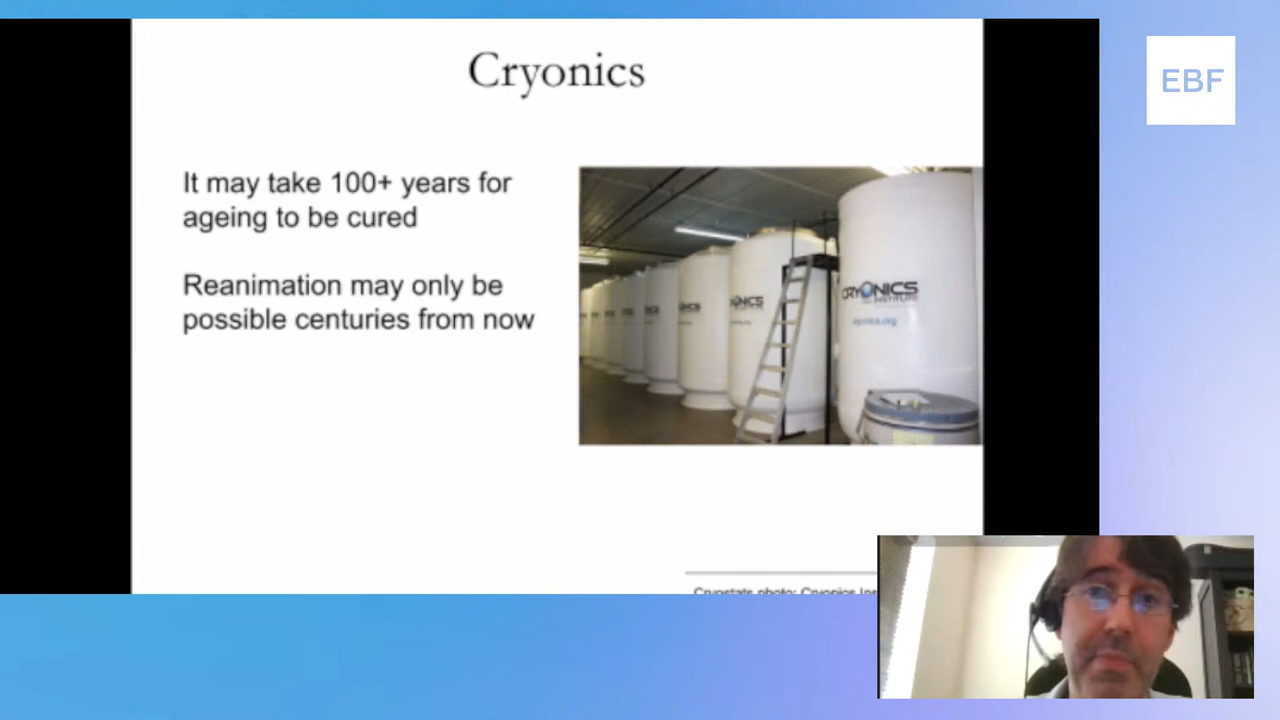 Cryonics
EBF
It may take 100+ years for
ageing to be cured
Reanimation may only be
possible centuries from now
CRYONICS
INSTITUTE
cryonics.org
Cryostats photo: Cryonics